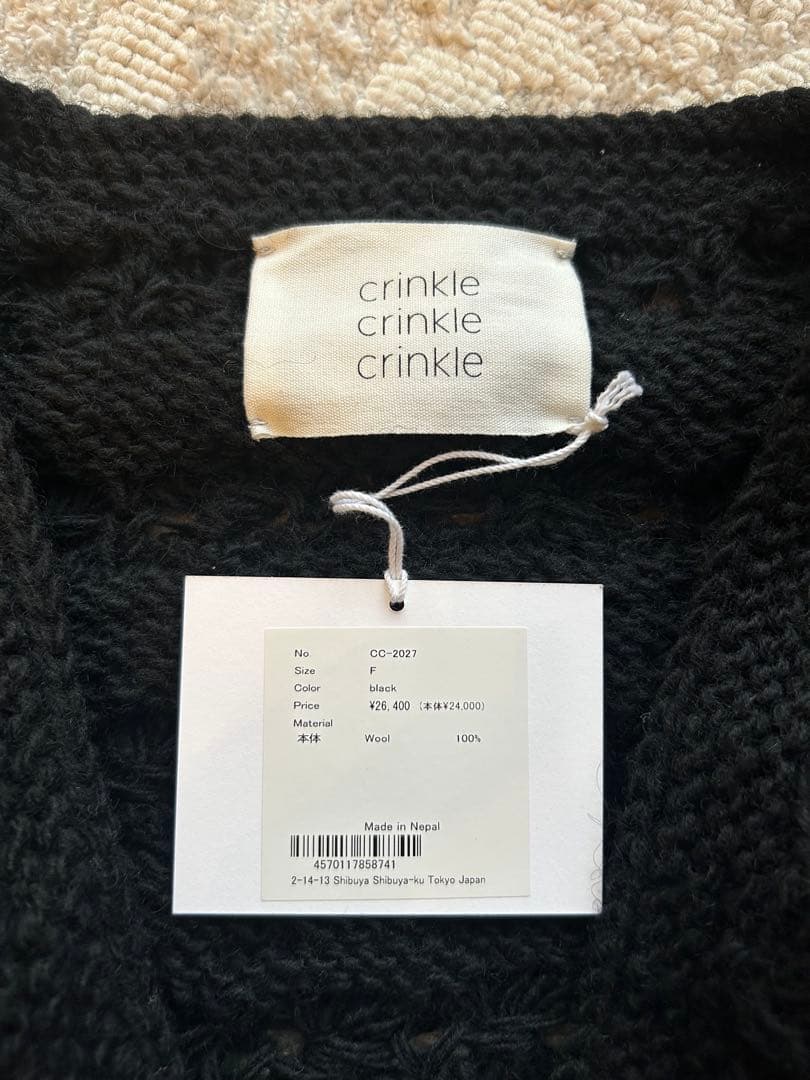 crinkle
crinkle
crinkle
No. CC-2027
Size F
Color black
Price ¥26,400 (本体¥24,000)
Material
本体 Wool 100%
Made in Nepal
4570117858741
2-14-13 Shibuya Shibuya-ku Tokyo Japan